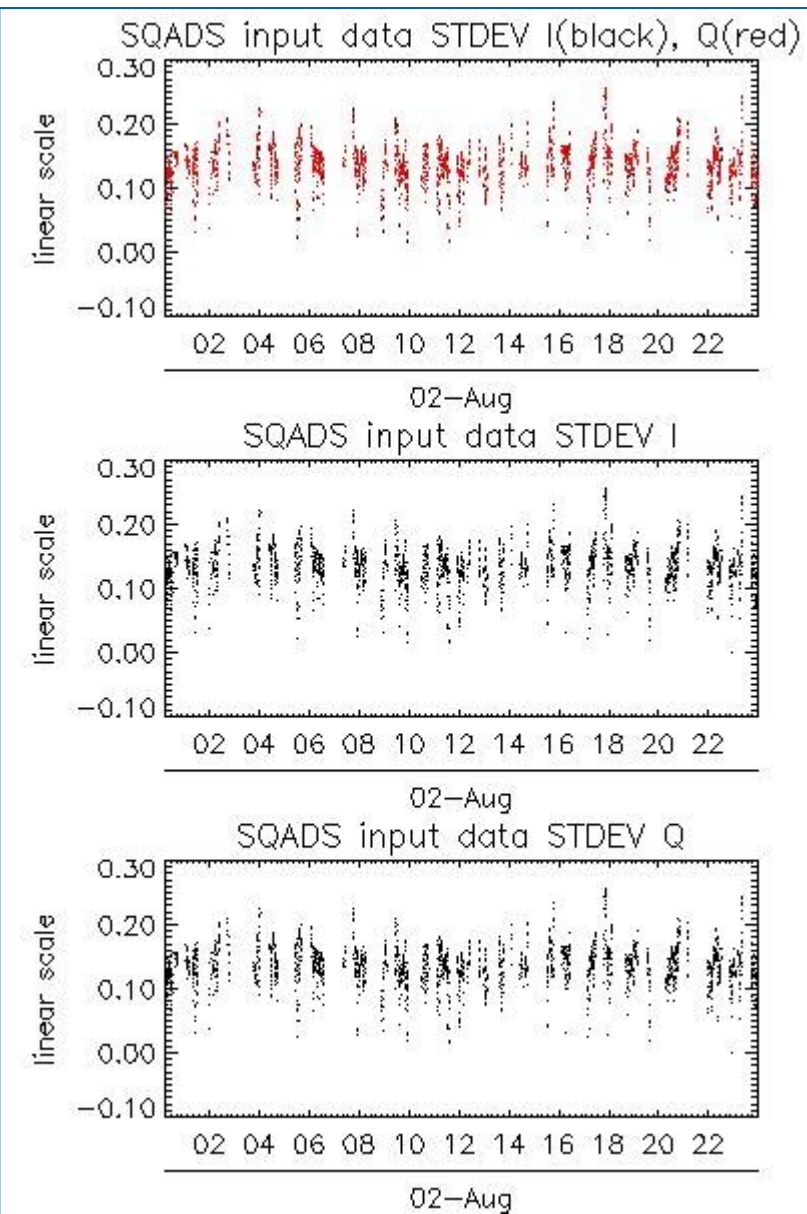 SQADS input data STDEV I(black), Q(red)
0.30
0.20
0.10
0.00
-0.10
linear scale
02 04 06 08 10 12 14 16 18 20 22
02-Aug
SQADS input data STDEV I
0.30
0.20
0.10
0.00
-0.10
linear scale
02 04 06 08 10 12 14 16 18 20 22
02-Aug
SQADS input data STDEV Q
0.30
0.20
0.10
0.00
-0.10
linear scale
02 04 06 08 10 12 14 16 18 20 22
02-Aug